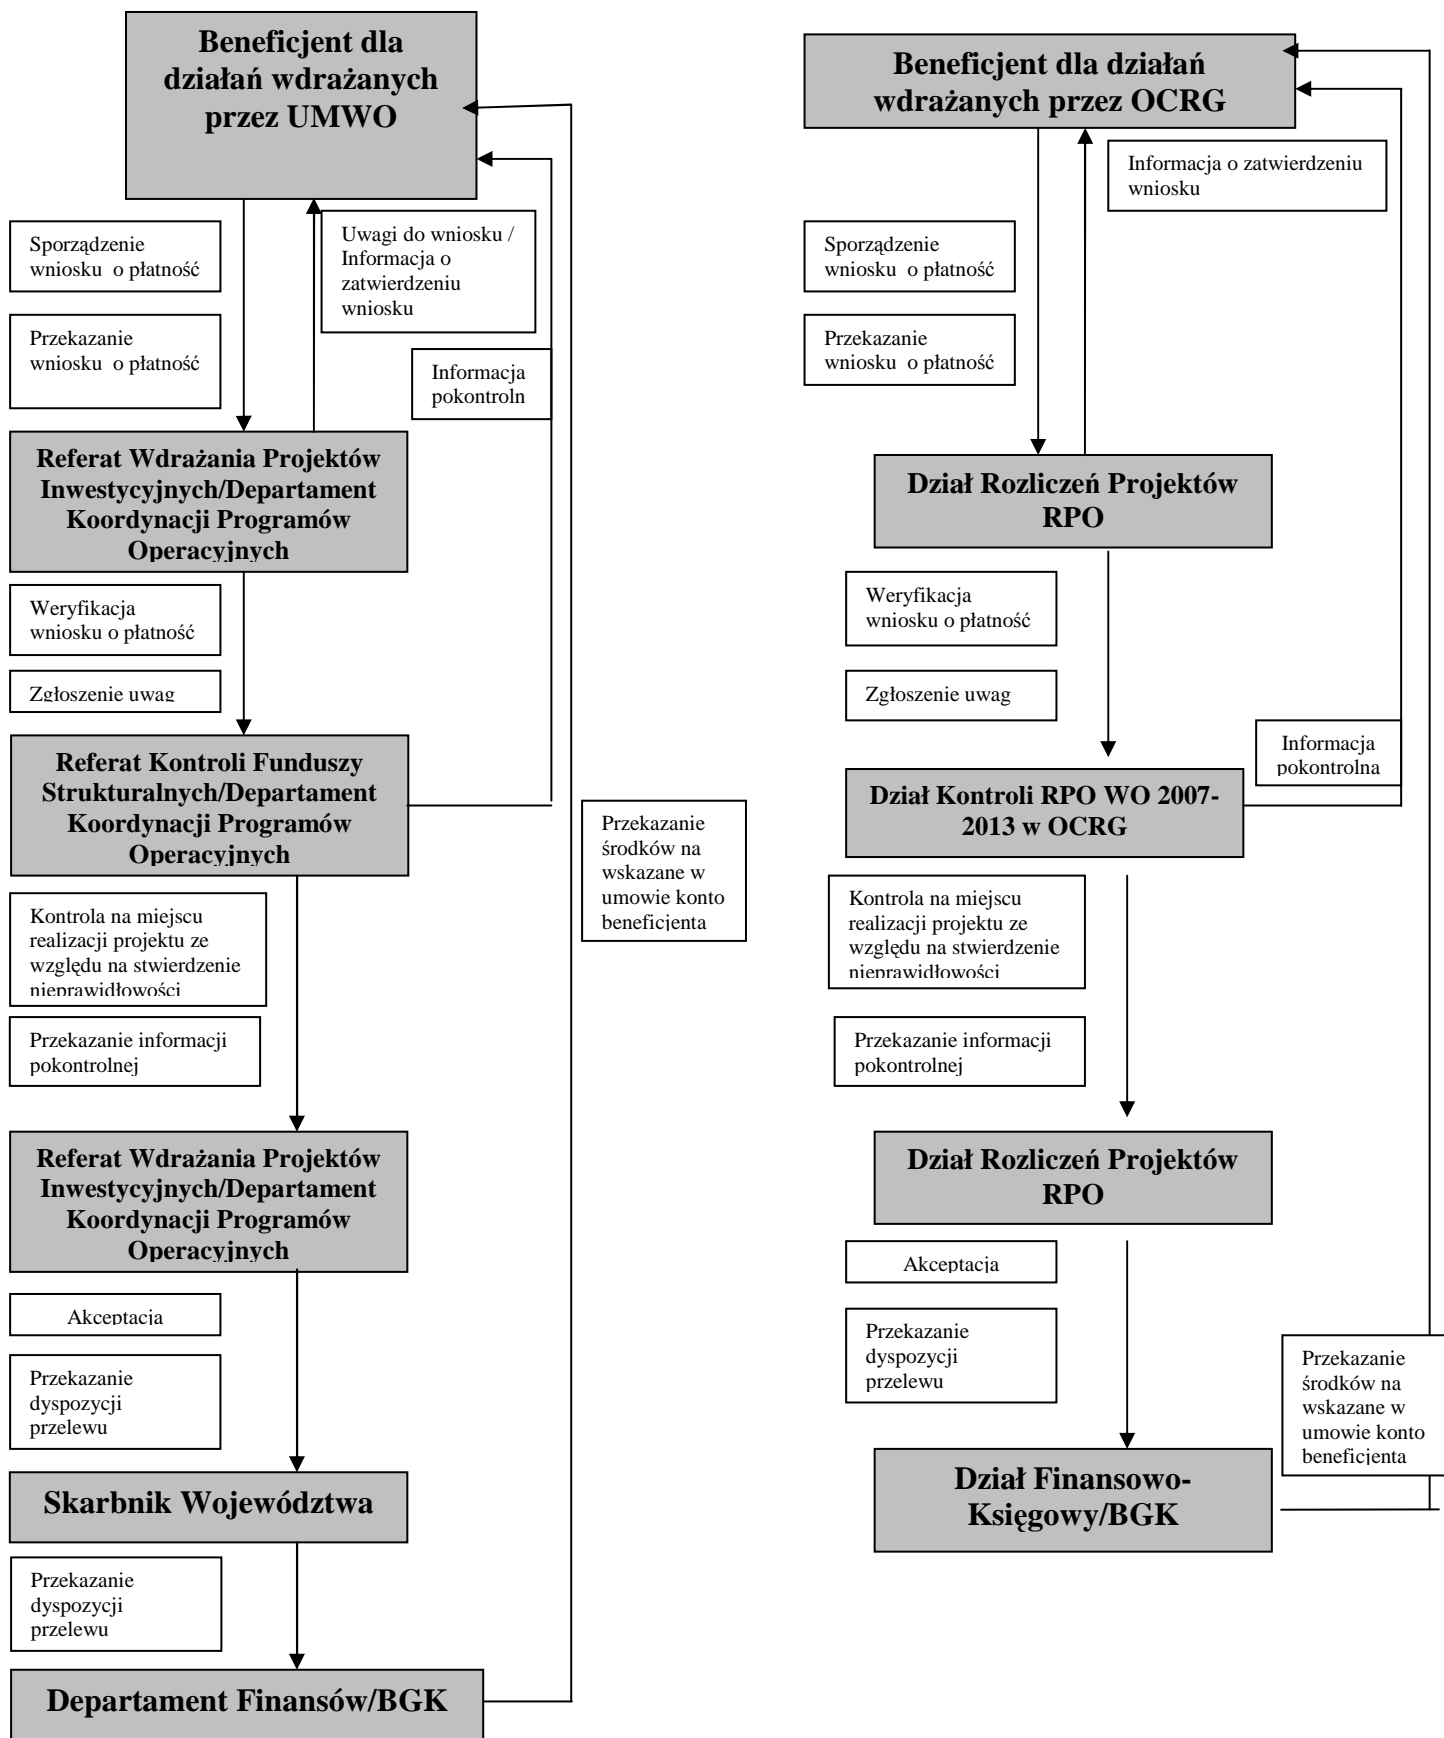 Beneficjent dla
działań wdrażanych
przez UMWO
Sporządzenie
wniosku o płatność
Uwagi do wniosku /
Informacja o
zatwierdzeniu
wniosku
Przekazanie
wniosku o płatność
Informacja
pokontroln
Referat Wdrażania Projektów
Inwestycyjnych/Departament
Koordynacji Programów
Operacyjnych
Weryfikacja
wniosku o płatność
Zgłoszenie uwag
Referat Kontroli Funduszy
Strukturalnych/Departament
Koordynacji Programów
Operacyjnych
Przekazanie
środków na
wskazane w
umowie konto
beneficjenta
Kontrola na miejscu
realizacji projektu ze
względu na stwierdzenie
nieprawidłowości
Przekazanie informacji
pokontrolnej
Referat Wdrażania Projektów
Inwestycyjnych/Departament
Koordynacji Programów
Operacyjnych
Akceptacja
Przekazanie
dyspozycji
przelewu
Skarbnik Województwa
Przekazanie
dyspozycji
przelewu
Departament Finansów/BGK
Beneficjent dla działań
wdrażanych przez OCRG
Informacja o zatwierdzeniu
wniosku
Sporządzenie
wniosku o płatność
Przekazanie
wniosku o płatność
Dział Rozliczeń Projektów
RPO
Weryfikacja
wniosku o płatność
Zgłoszenie uwag
Informacja
pokontrolna
Dział Kontroli RPO WO 2007-
2013 w OCRG
Kontrola na miejscu
realizacji projektu ze
względu na stwierdzenie
nieprawidłowości
Przekazanie informacji
pokontrolnej
Dział Rozliczeń Projektów
RPO
Akceptacja
Przekazanie
dyspozycji
przelewu
Przekazanie
środków na
wskazane w
umowie konto
beneficjenta
Dział Finansowo-
Księgowy/BGK